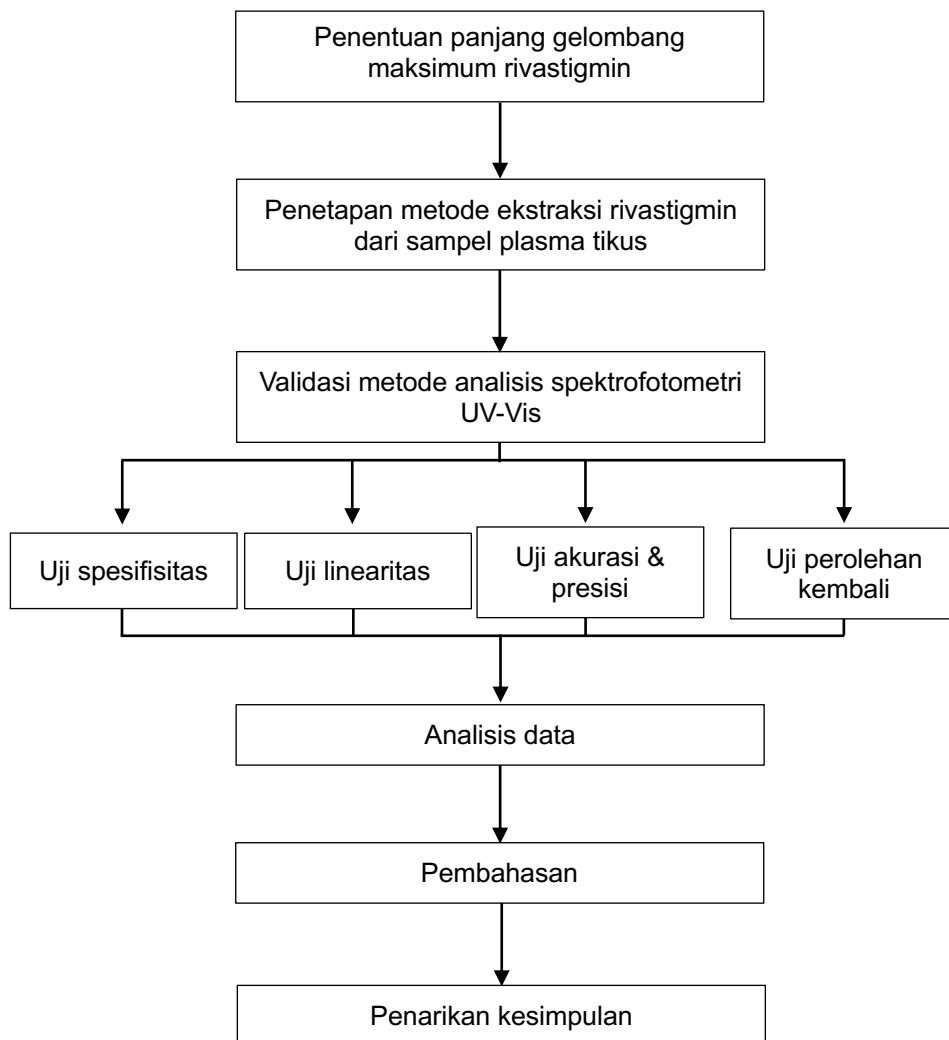 Penentuan panjang gelombang
maksimum rivastigmin
Penetapan metode ekstraksi rivastigmin
dari sampel plasma tikus
Validasi metode analisis spektrofotometri
UV-Vis
Uji spesifisitas
Uji linearitas
Uji akurasi &
presisi
Uji perolehan
kembali
Analisis data
Pembahasan
Penarikan kesimpulan